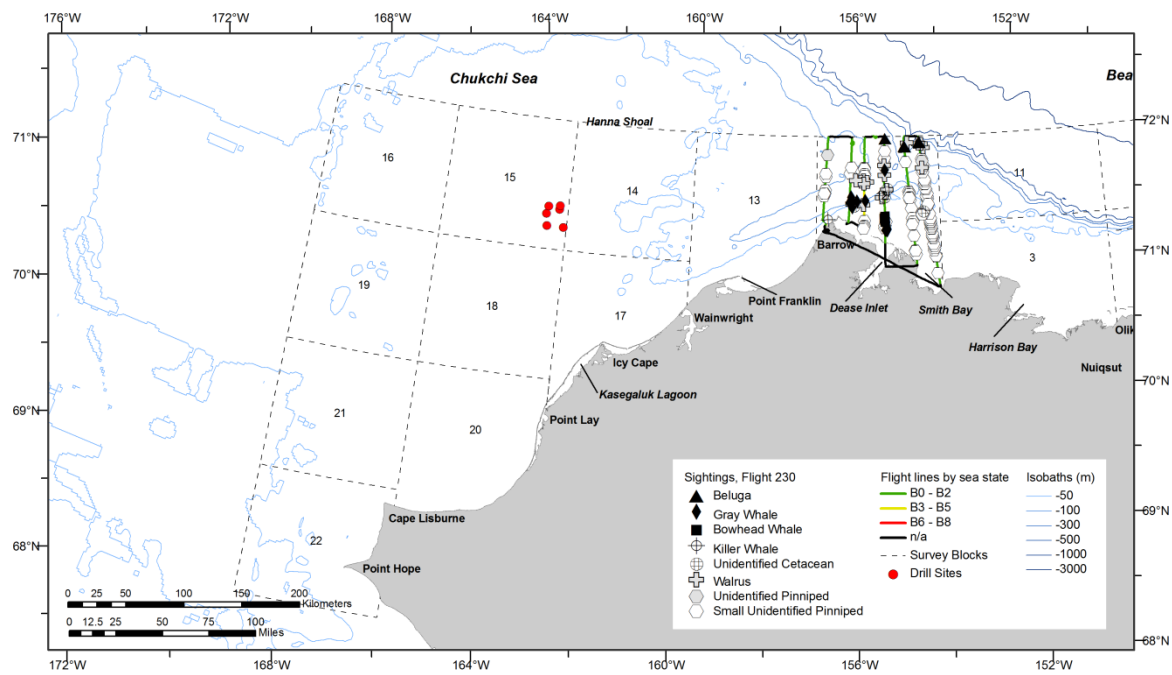 176°W 172°W 168°W 164°W 160°W 156°W 152°W
Chukchi Sea
Bea
72°N
71°N
Hanna Shoal
16
15
14
13
11
71°N
Barrow
3
70°N
19
18
17
Point Franklin
Wainwright
Dease Inlet
Smith Bay
Harrison Bay
Olik
Icy Cape
Nuiqsut
Kasegaluk Lagoon
70°N
69°N
21
20
Point Lay
Cape Lisburne
69°N
68°N
22
Point Hope
68°N
0 25 50 100 150 200
Kilometers
0 12.5 25 50 75 100
Miles
Sightings, Flight 230
Beluga
Gray Whale
Bowhead Whale
Killer Whale
Unidentified Cetacean
Walrus
Unidentified Pinniped
Small Unidentified Pinniped
Flight lines by sea state
B0 - B2
B3 - B5
B6 - B8
n/a
Survey Blocks
Drill Sites
Isobaths (m)
-50
-100
-300
-500
-1000
-3000
172°W 168°W 164°W 160°W 156°W 152°W